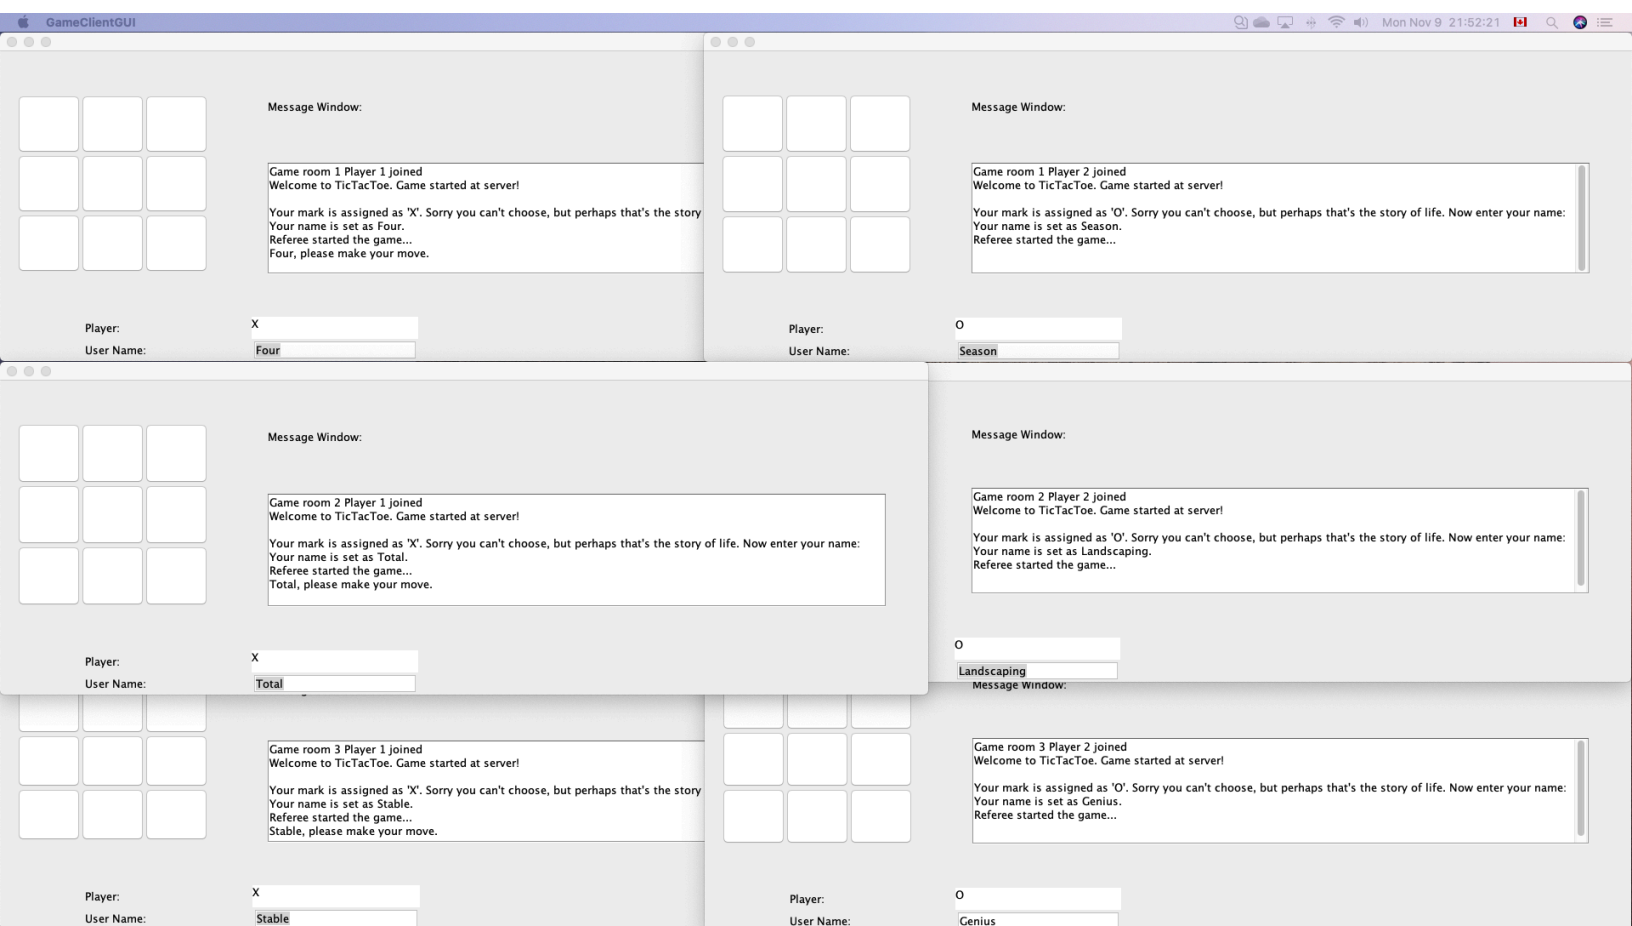 GameClientGUI
Mon Nov 9 21:52:21
Message Window:
Game room 1 Player 1 joined
Welcome to TicTacToe. Game started at server!
Your mark is assigned as 'X'. Sorry you can't choose, but perhaps that's the story
Your name is set as Four.
Referee started the game...
Four, please make your move.
Player:
X
User Name:
Four
Message Window:
Game room 1 Player 2 joined
Welcome to TicTacToe. Game started at server!
Your mark is assigned as 'O'. Sorry you can't choose, but perhaps that's the story of life. Now enter your name:
Your name is set as Season.
Referee started the game...
Player:
O
User Name:
Season
Message Window:
Game room 2 Player 1 joined
Welcome to TicTacToe. Game started at server!
Your mark is assigned as 'X'. Sorry you can't choose, but perhaps that's the story of life. Now enter your name:
Your name is set as Total.
Referee started the game...
Total, please make your move.
Player:
X
User Name:
Total
Message Window:
Game room 2 Player 2 joined
Welcome to TicTacToe. Game started at server!
Your mark is assigned as 'O'. Sorry you can't choose, but perhaps that's the story of life. Now enter your name:
Your name is set as Landscaping.
Referee started the game...
O
Landscaping
Game room 3 Player 1 joined
Welcome to TicTacToe. Game started at server!
Your mark is assigned as 'X'. Sorry you can't choose, but perhaps that's the story
Your name is set as Stable.
Referee started the game...
Stable, please make your move.
Player:
X
User Name:
Stable
Message Window:
Game room 3 Player 2 joined
Welcome to TicTacToe. Game started at server!
Your mark is assigned as 'O'. Sorry you can't choose, but perhaps that's the story of life. Now enter your name:
Your name is set as Genius.
Referee started the game...
Player:
O
User Name:
Genius